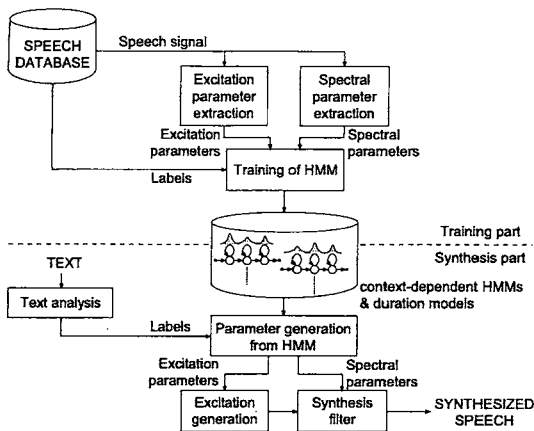 SPEECH
DATABASE
Speech signal
Excitation
parameter
extraction
Spectral
parameter
extraction
Excitation
parameters
Spectral
parameters
Labels
Training of HMM
Training part
Synthesis part
TEXT
context-dependent HMMs
& duration models
Text analysis
Labels
Parameter generation
from HMM
Excitation
parameters
Spectral
parameters
Excitation
generation
Synthesis
filter
SYNTHESIZED
SPEECH